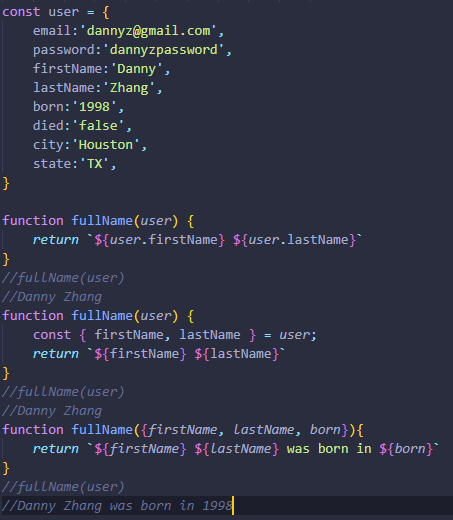 const user = {
    email:'dannyz@gmail.com',
    password:'dannyzpassword',
    firstName:'Danny',
    lastName:'Zhang',
    born:'1998',
    died:'false',
    city:'Houston',
    state:'TX',
}
function fullName(user) {
    return `${user.firstName} ${user.lastName}`
}
//fullName(user)
//Danny Zhang
function fullName(user) {
    const { firstName, lastName } = user;
    return `${firstName} ${lastName}`
}
//fullName(user)
//Danny Zhang
function fullName({firstName, lastName, born}){
    return `${firstName} ${lastName} was born in ${born}`
}
//fullName(user)
//Danny Zhang was born in 1998